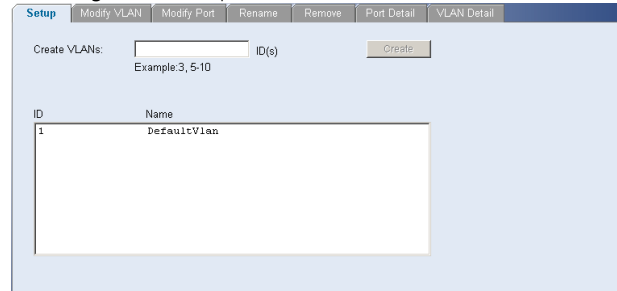 Setup Modify VLAN Modify Port Rename Remove Port Detail VLAN Detail
Create VLANs: ID(s) Create
Example:3, 5-10
ID Name
1 DefaultVlan